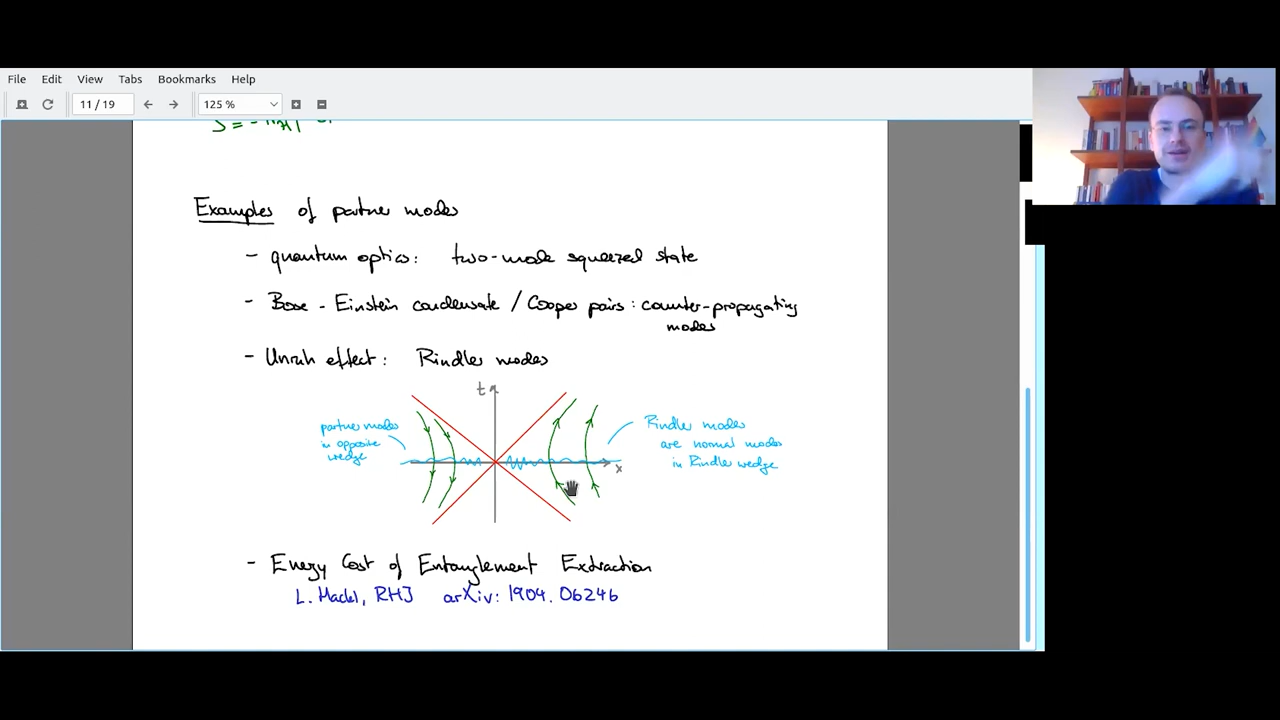 File Edit View Tabs Bookmarks Help
11 / 19 125 %
Examples of partner modes
- quantum optics: two-mode squeezed state
- Bose-Einstein condensate / Cooper pairs: counter-propagating
modes
- Unruh effect: Rindler modes
t
partner modes
in opposite
wedge
Rindler modes
are normal modes
in Rindler wedge
x
- Energy Cost of Entanglement Extraction
L. Hackl, RHJ arXiv: 1904.06246